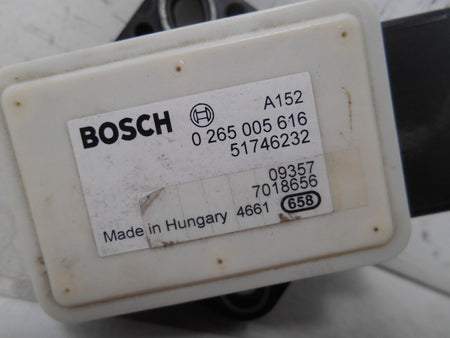 A152
BOSCH 0 265 005 616
51746232
09357
7018656
Made in Hungary 4661 658